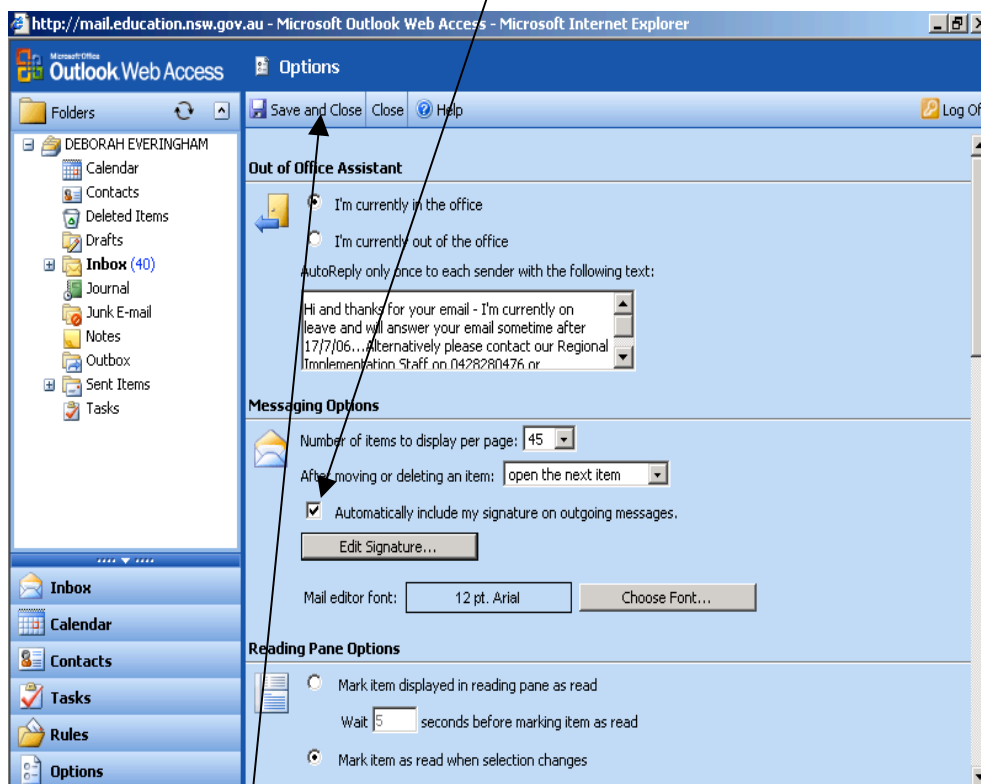 http://mail.education.nsw.gov.au - Microsoft Outlook Web Access - Microsoft Internet Explorer
Microsoft Office
Outlook Web Access
Options
Folders
Save and Close
Close
Help
Log Of
DEBORAH EVERINGHAM
Calendar
Contacts
Deleted Items
Drafts
Inbox (40)
Journal
Junk E-mail
Notes
Outbox
Sent Items
Tasks
Inbox
Calendar
Contacts
Tasks
Rules
Options
Out of Office Assistant
I'm currently in the office
I'm currently out of the office
AutoReply only once to each sender with the following text:
Hi and thanks for your email - I'm currently on
leave and will answer your email sometime after
17/7/06...Alternatively please contact our Regional
Implementation Staff on 0428280476 or
Messaging Options
Number of items to display per page: 45
After moving or deleting an item: open the next item
Automatically include my signature on outgoing messages.
Edit Signature...
Mail editor font: 12 pt. Arial Choose Font...
Reading Pane Options
Mark item displayed in reading pane as read
Wait 5 seconds before marking item as read
Mark item as read when selection changes